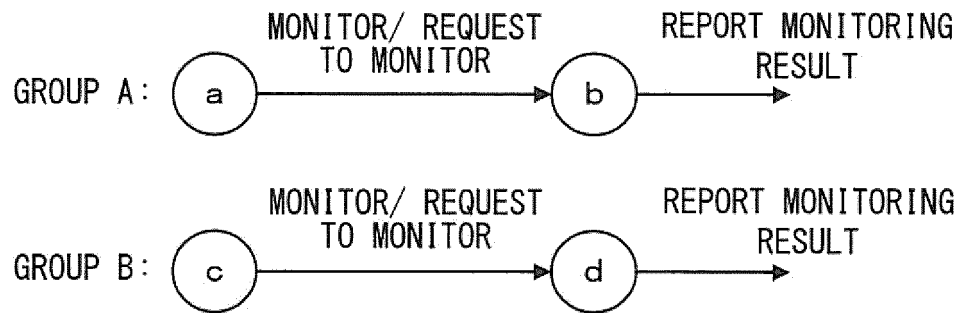 MONITOR/ REQUEST
TO MONITOR
REPORT MONITORING
RESULT
GROUP A:
a
b
MONITOR/ REQUEST
TO MONITOR
REPORT MONITORING
RESULT
GROUP B:
c
d